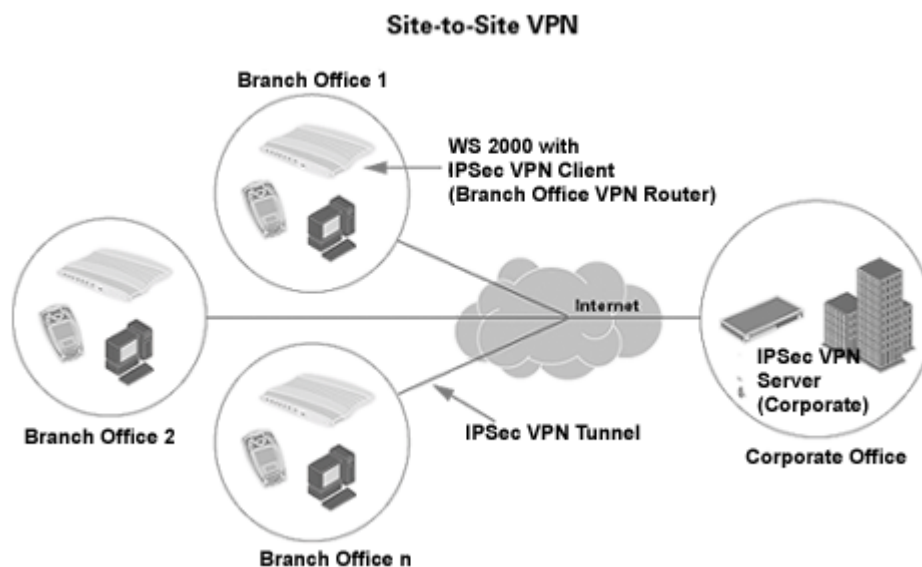 Site-to-Site VPN
Branch Office 1
WS 2000 with
IPSec VPN Client
(Branch Office VPN Router)
Internet
IPSec VPN
Server
(Corporate)
Branch Office 2
IPSec VPN Tunnel
Corporate Office
Branch Office n